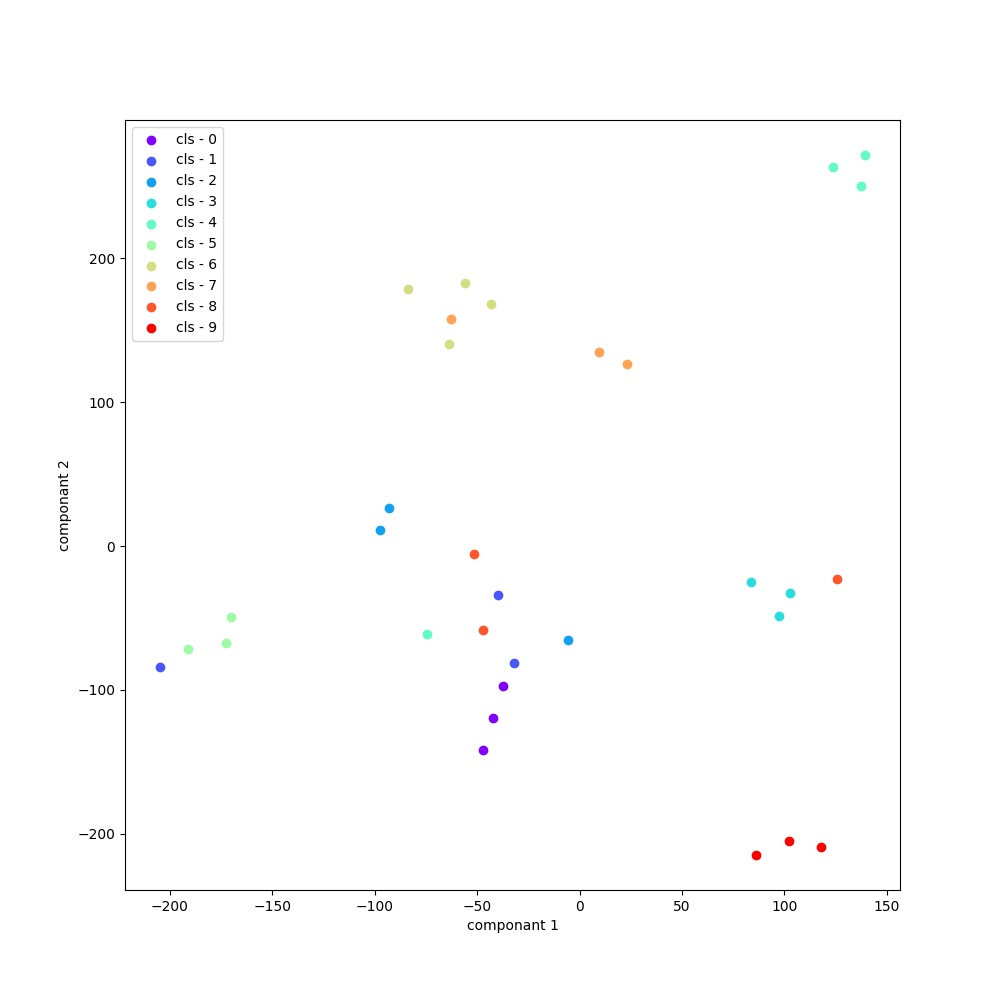 cls - 0
cls - 1
cls - 2
cls - 3
cls - 4
cls - 5
cls - 6
cls - 7
cls - 8
cls - 9
200
100
0
−100
−200
componant 2
−200 −150 −100 −50 0 50 100 150
componant 1